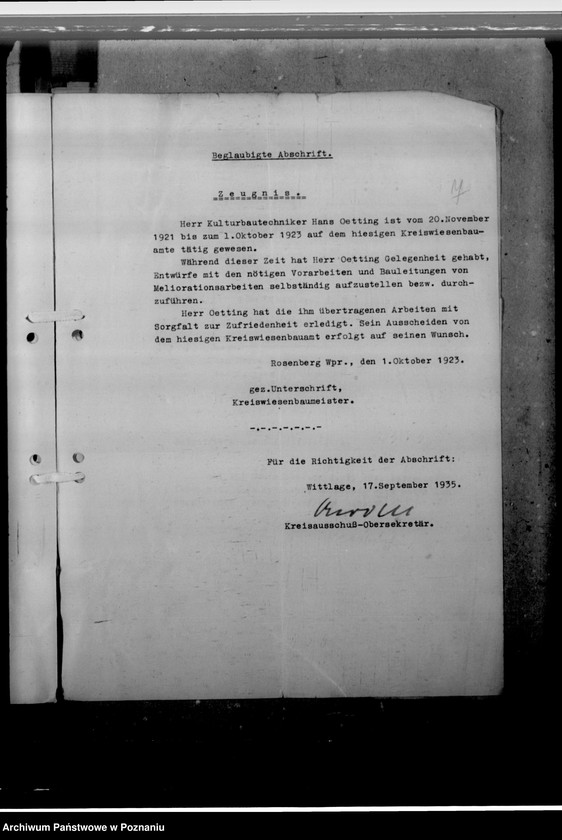 Beglaubigte Abschrift.
Zeugnis.
Herr Kulturbautechniker Hans Oetting ist vom 20.November
1921 bis zum 1.Oktober 1923 auf dem hiesigen Kreiswiesenbau-
amte tätig gewesen.
Während dieser Zeit hat Herr Oetting Gelegenheit gehabt,
Entwürfe mit den nötigen Vorarbeiten und Bauleitungen von
Meliorationsarbeiten selbständig aufzustellen bezw. durch-
zuführen.
Herr Oetting hat die ihm übertragenen Arbeiten mit
Sorgfalt zur Zufriedenheit erledigt. Sein Ausscheiden von
dem hiesigen Kreiswiesenbauamt erfolgt auf seinen Wunsch.
Rosenberg Wpr., den 1.Oktober 1923.
gez.Unterschrift,
Kreiswiesenbaumeister.
-.-.-.-.-.-.-
Für die Richtigkeit der Abschrift:
Wittlage, 17.September 1935.
Kreisausschuß-Obersekretär.
Archiwum Państwowe w Poznaniu